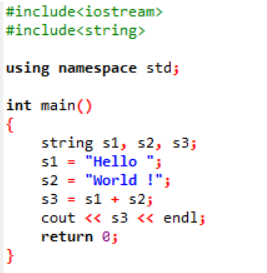 #include<iostream>
#include<string>
using namespace std;
int main()
{
string s1, s2, s3;
s1 = "Hello ";
s2 = "World !";
s3 = s1 + s2;
cout << s3 << endl;
return 0;
}